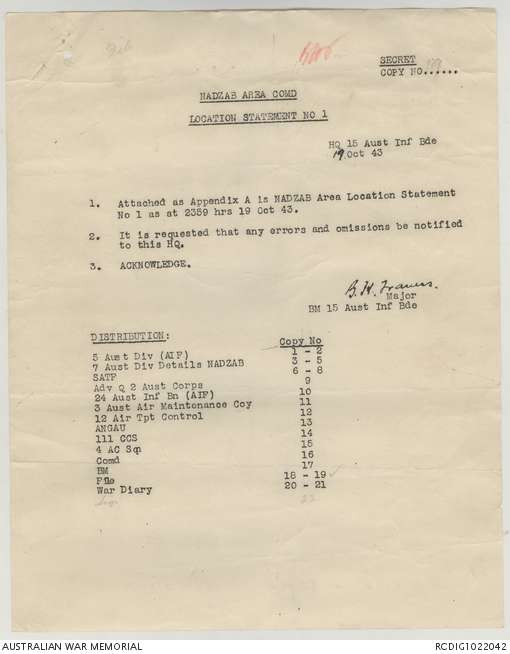 File
SECRET
COPY NO......
NADZAB AREA COMD
LOCATION STATEMENT NO 1
HQ 15 Aust Inf Bde
19 Oct 43
1. Attached as Appendix A is NADZAB Area Location Statement
No 1 as at 2359 hrs 19 Oct 43.
2. It is requested that any errors and omissions be notified
to this HQ.
3. ACKNOWLEDGE.
Major
BM 15 Aust Inf Bde
DISTRIBUTION:
Copy No
5 Aust Div (AIF) 1 - 2
7 Aust Div Details NADZAB 3 - 5
SATF 6 - 8
Adv Q 2 Aust Corps 9
24 Aust Inf Bn (AIF) 10
3 Aust Air Maintenance Coy 11
12 Air Tpt Control 12
ANGAU 13
111 CCS 14
4 AC Sqn 15
Comd 16
BM 17
File 18 - 19
War Diary 20 - 21
22
AUSTRALIAN WAR MEMORIAL
RCDIG1022042